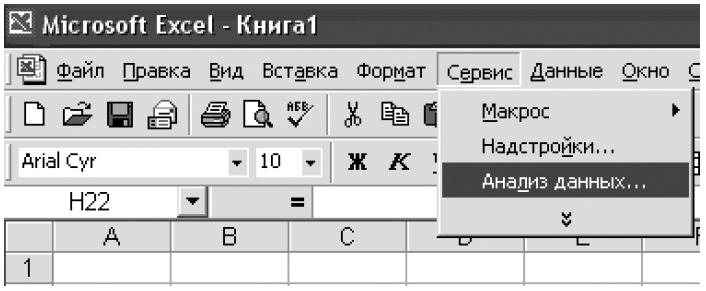 Microsoft Excel - Книга1
Файл Правка Вид Вставка Формат Сервис Данные Окно
Макрос
Надстройки...
Arial Cyr 10 Ж К
Анализ данных...
H22 =
A B C D E F
1